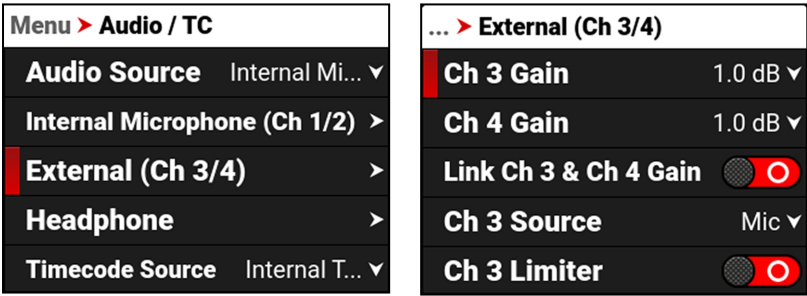 Menu ➤ Audio / TC
Audio Source Internal Mi...
Internal Microphone (Ch 1/2)
External (Ch 3/4)
Headphone
Timecode Source Internal T...
... ➤ External (Ch 3/4)
Ch 3 Gain 1.0 dB
Ch 4 Gain 1.0 dB
Link Ch 3 & Ch 4 Gain
Ch 3 Source Mic
Ch 3 Limiter